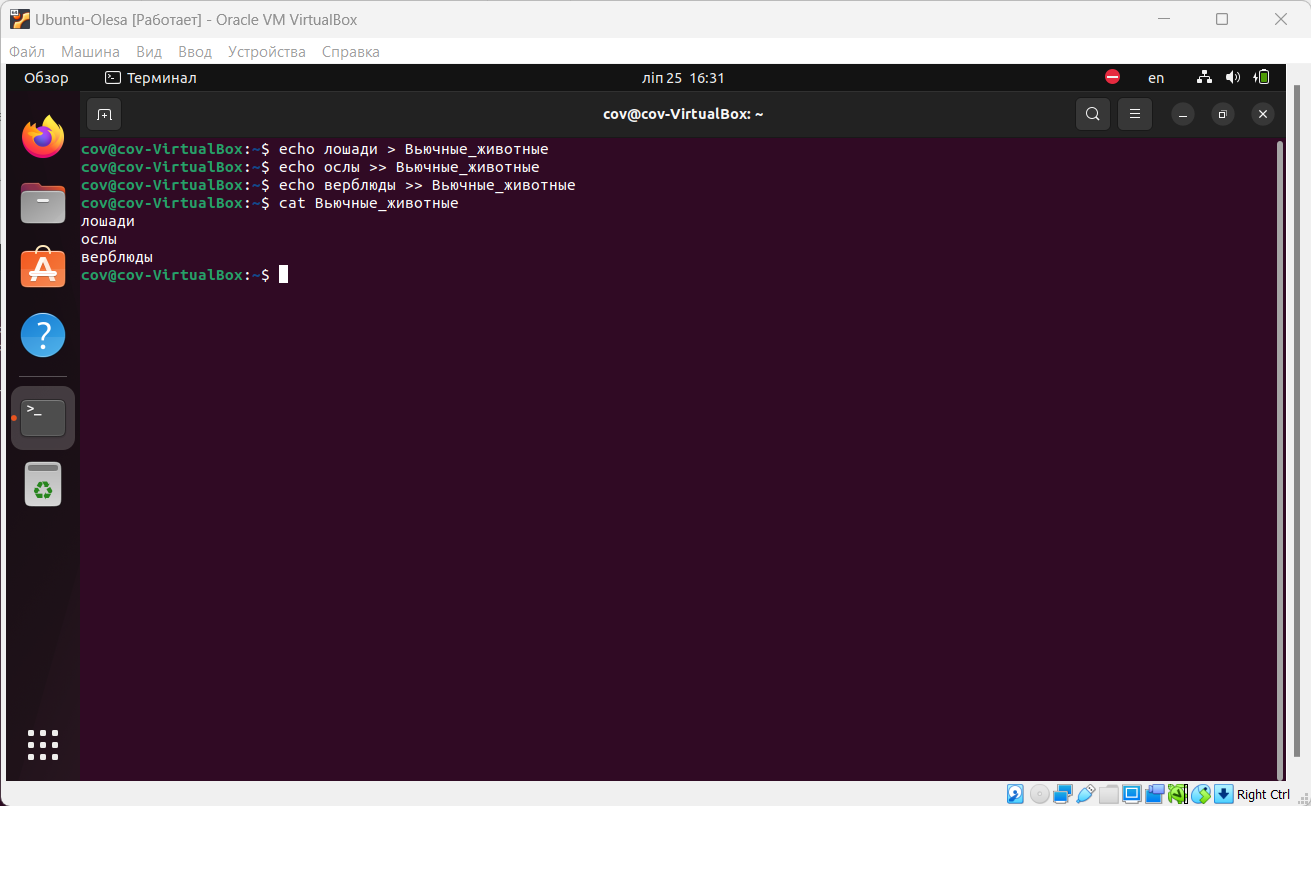 Ubuntu-Olesa [Работает] - Oracle VM VirtualBox
Файл Машина Вид Ввод Устройства Справка
Обзор Терминал ліп 25 16:31 en
cov@cov-VirtualBox: ~
cov@cov-VirtualBox:~$ echo лошади > Вьючные_животные
cov@cov-VirtualBox:~$ echo ослы >> Вьючные_животные
cov@cov-VirtualBox:~$ echo верблюды >> Вьючные_животные
cov@cov-VirtualBox:~$ cat Вьючные_животные
лошади
ослы
верблюды
cov@cov-VirtualBox:~$
Right Ctrl